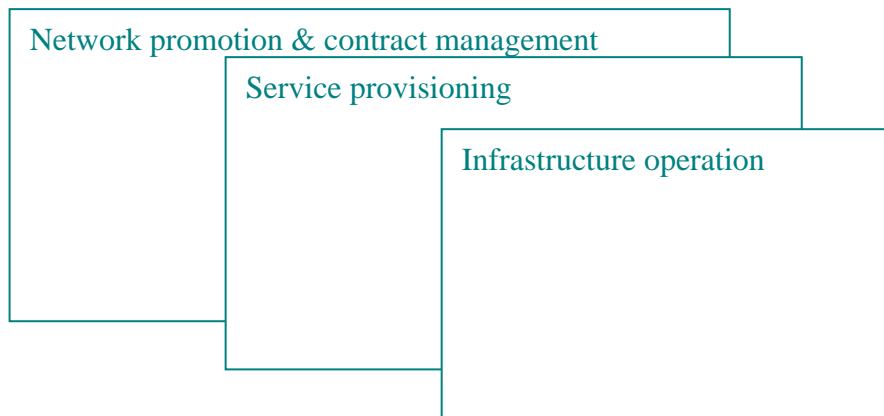 Network promotion & contract management
Service provisioning
Infrastructure operation